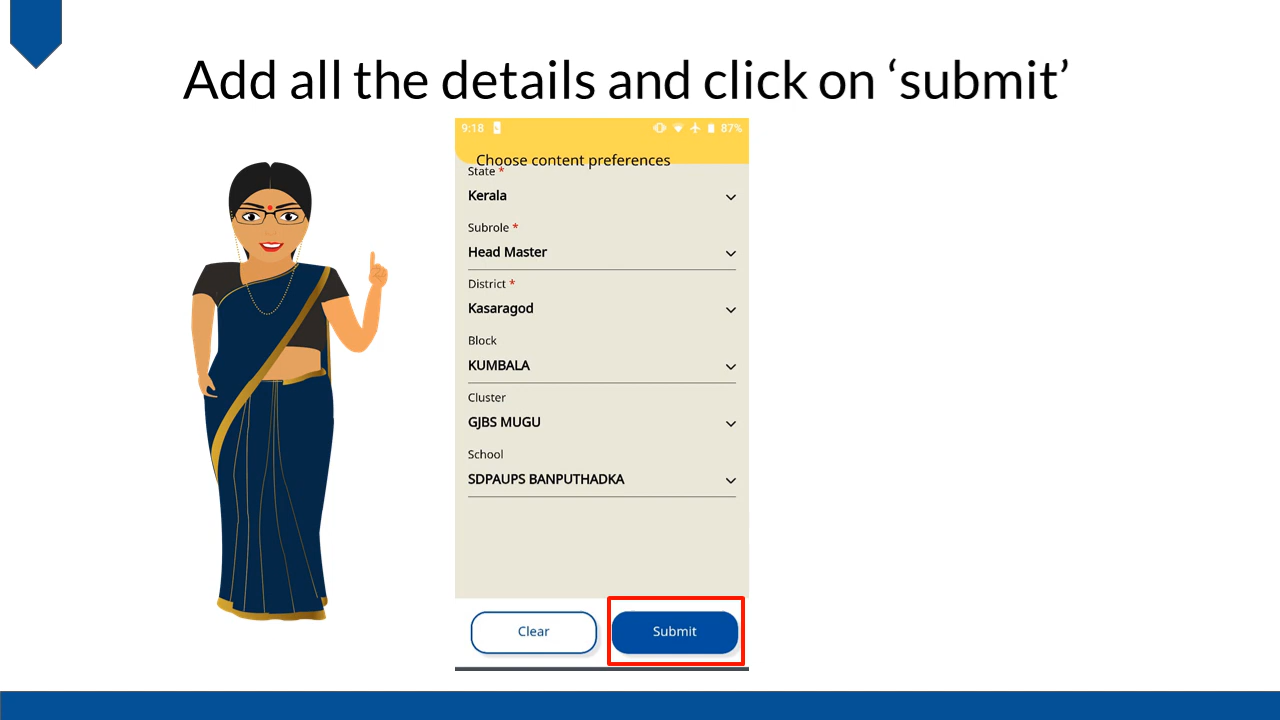 Add all the details and click on ‘submit’
9:18 87%
Choose content preferences
State *
Kerala
Subrole *
Head Master
District *
Kasaragod
Block
KUMBALA
Cluster
GJBS MUGU
School
SDPAUPS BANPUTHADKA
Clear Submit